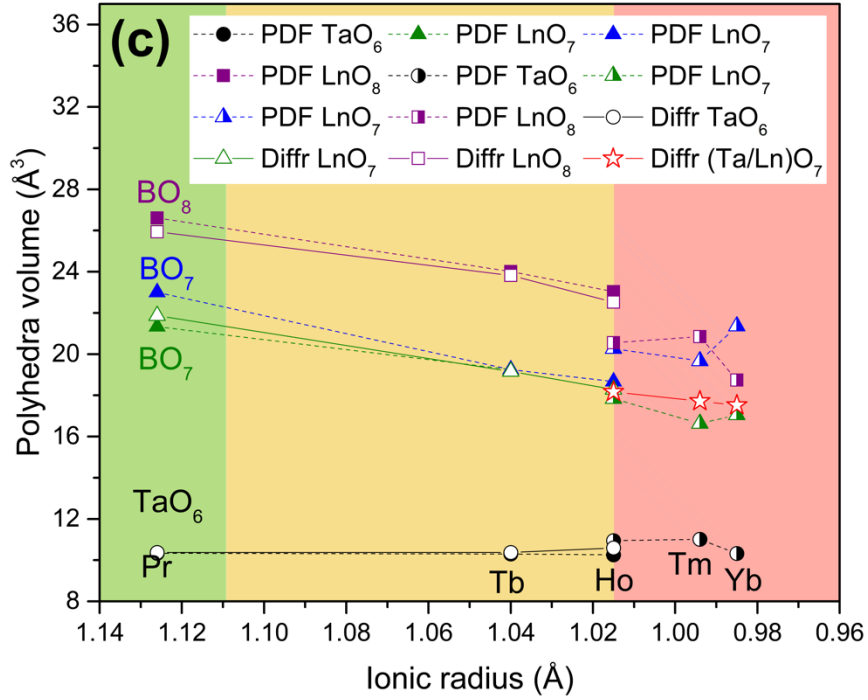 (c)
PDF TaO₆ PDF LnO₇ PDF LnO₇
PDF LnO₈ PDF TaO₆ PDF LnO₇
PDF LnO₇ PDF LnO₈ Diffr TaO₆
Diffr LnO₇ Diffr LnO₈ Diffr (Ta/Ln)O₇
36
32
28
24
20
16
12
8
Polyhedra volume (Å³)
BO₈
BO₇
BO₇
TaO₆
Pr Tb Ho Tm Yb
1.14 1.12 1.10 1.08 1.06 1.04 1.02 1.00 0.98 0.96
Ionic radius (Å)